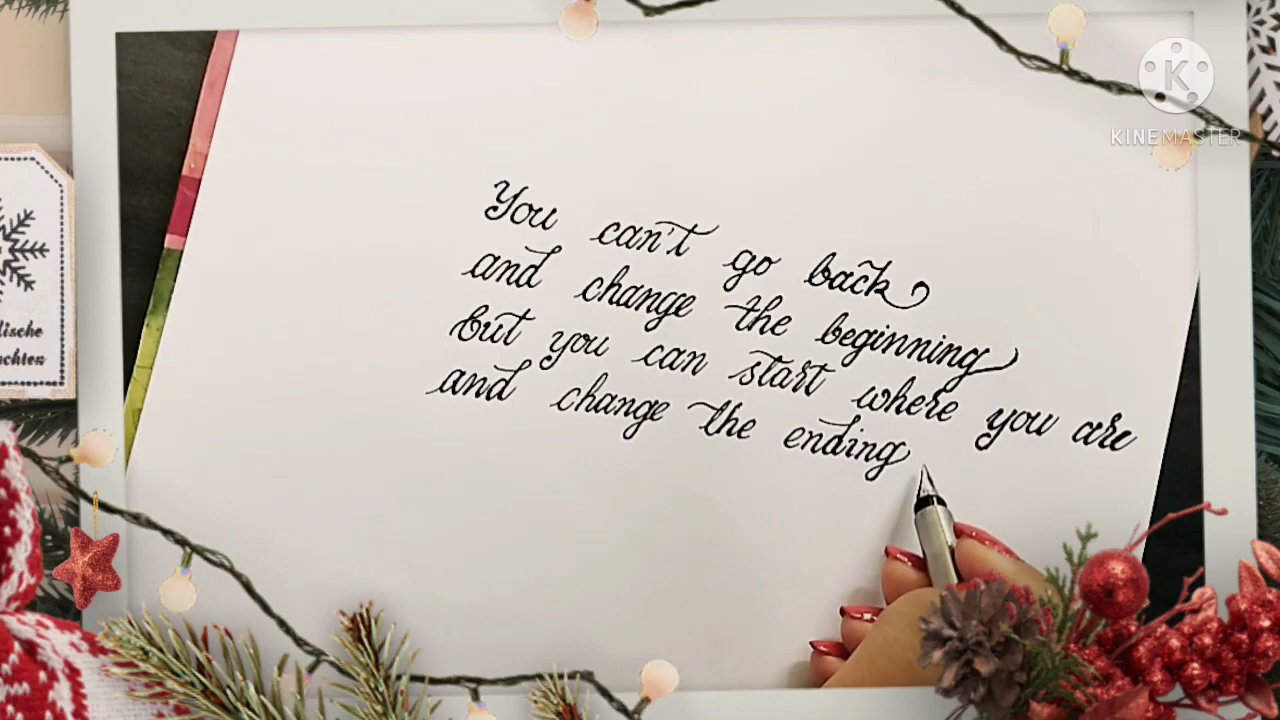 You can't go back
and change the beginning
but you can start where you are
and change the ending
KINEMASTER